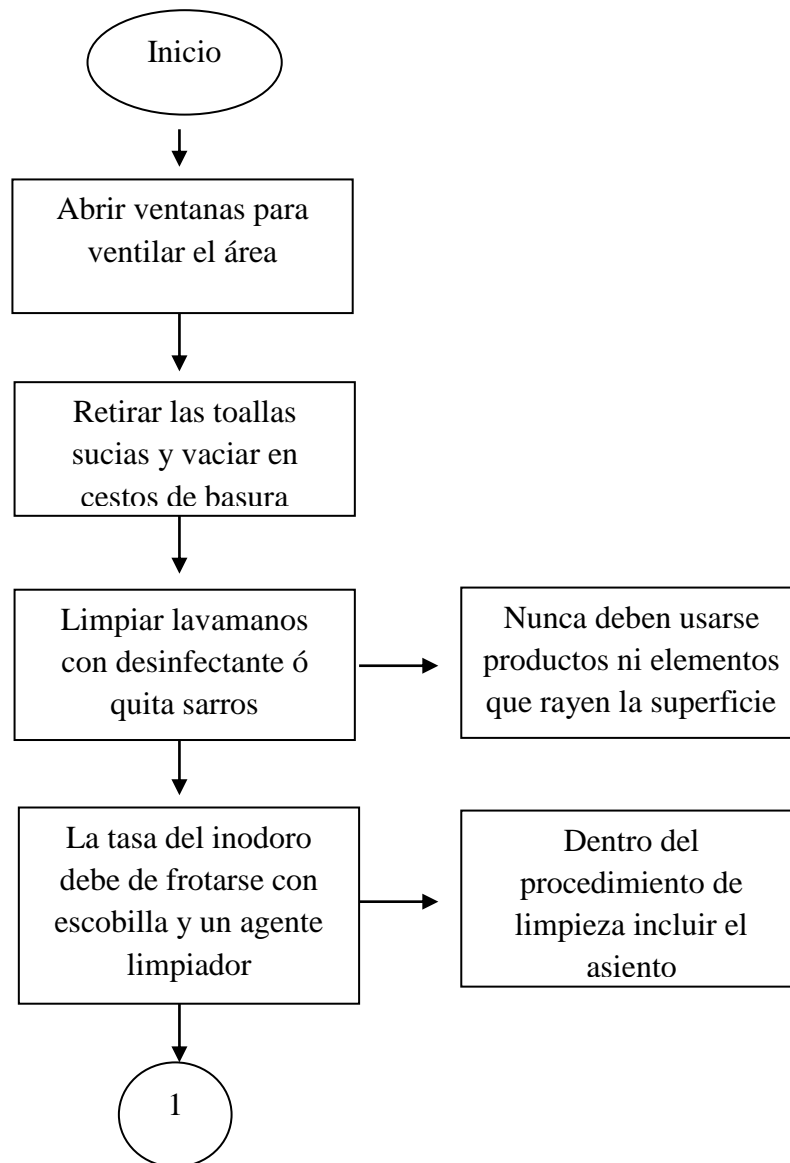 Inicio
Abrir ventanas para
ventilar el área
Retirar las toallas
sucias y vaciar en
cestos de basura
Limpiar lavamanos
con desinfectante ó
quita sarros
Nunca deben usarse
productos ni elementos
que rayen la superficie
La tasa del inodoro
debe de frotarse con
escobilla y un agente
limpiador
Dentro del
procedimiento de
limpieza incluir el
asiento
1